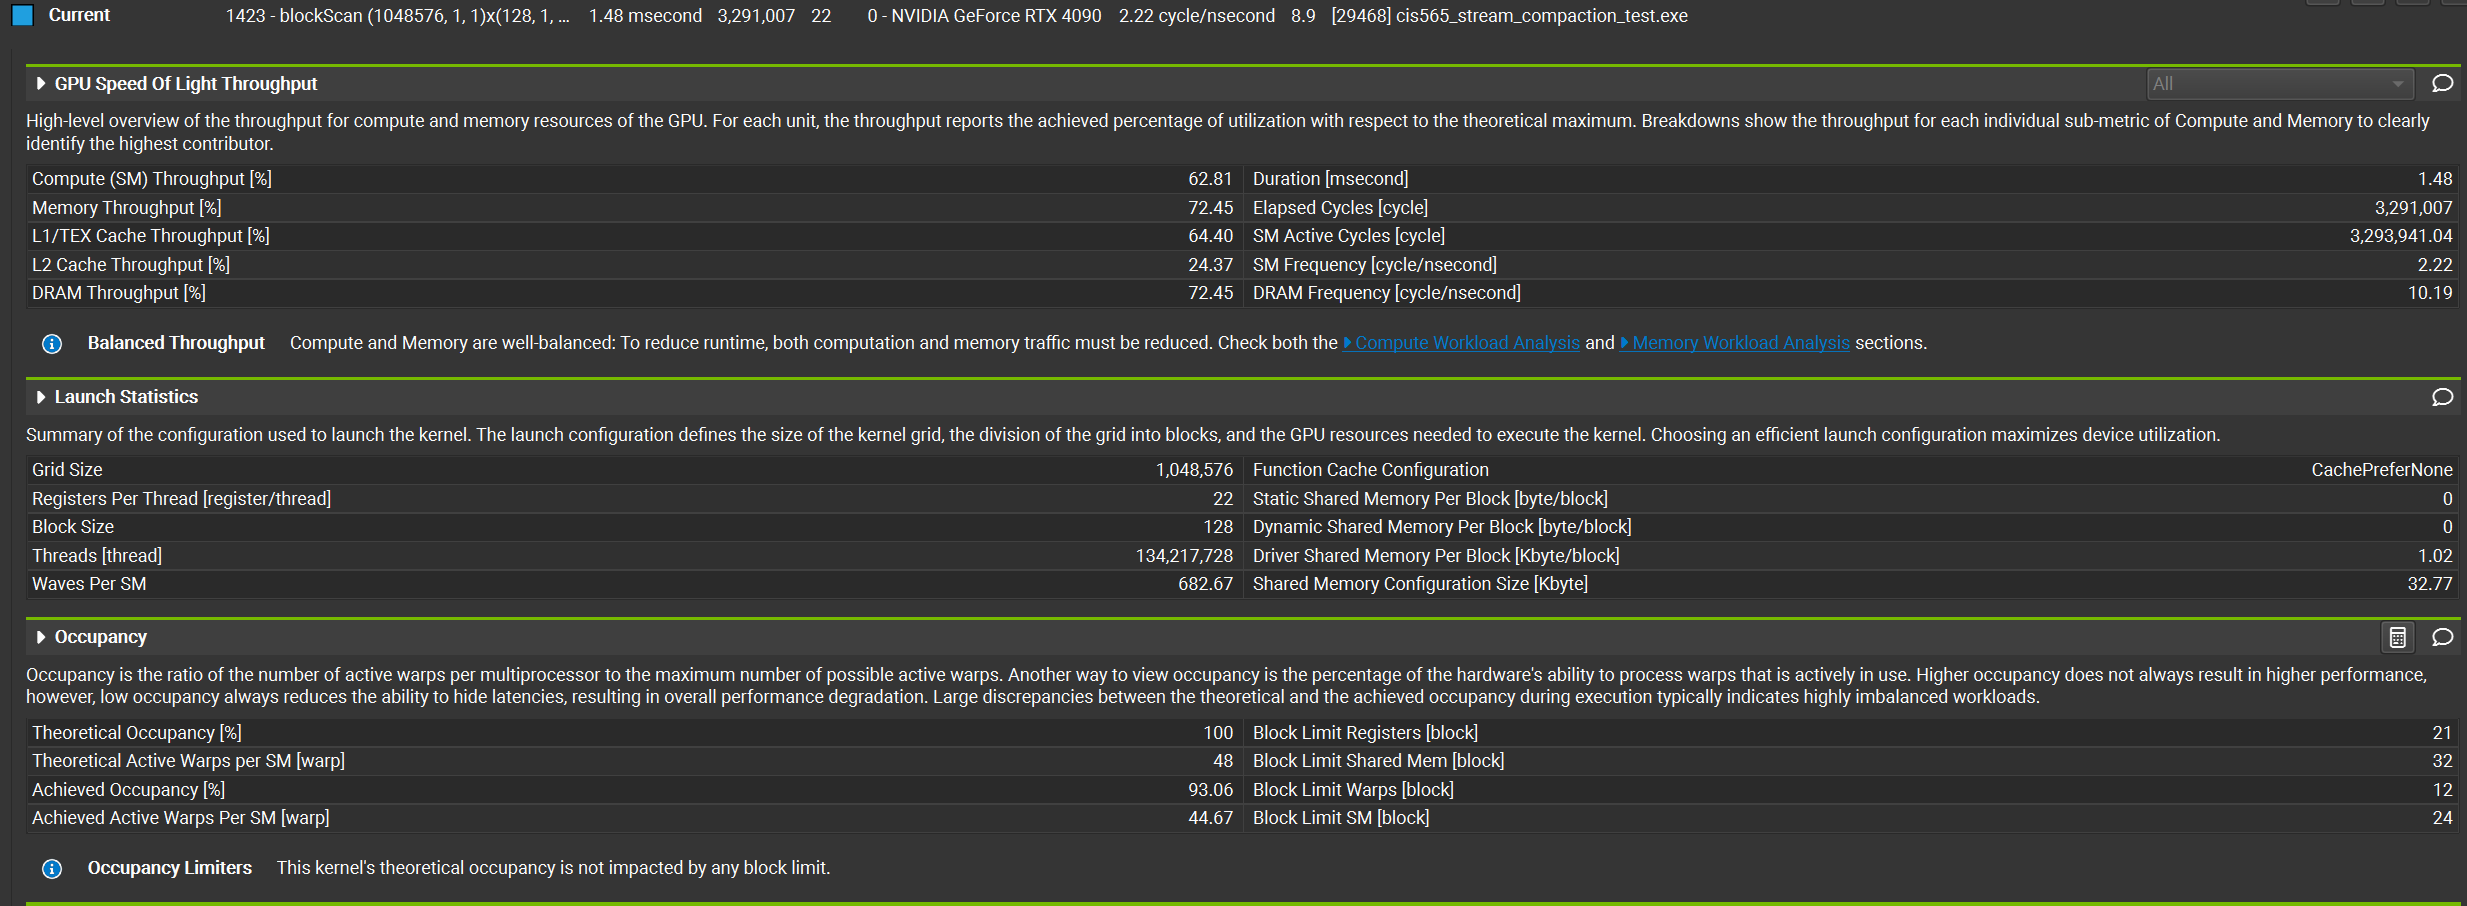 Current 1423 - blockScan (1048576, 1, 1)x(128, 1, ... 1.48 msecond 3,291,007 22 0 - NVIDIA GeForce RTX 4090 2.22 cycle/nsecond 8.9 [29468] cis565_stream_compaction_test.exe
GPU Speed Of Light Throughput All
High-level overview of the throughput for compute and memory resources of the GPU. For each unit, the throughput reports the achieved percentage of utilization with respect to the theoretical maximum. Breakdowns show the throughput for each individual sub-metric of Compute and Memory to clearly
identify the highest contributor.
Compute (SM) Throughput [%] 62.81 Duration [msecond] 1.48
Memory Throughput [%] 72.45 Elapsed Cycles [cycle] 3,291,007
L1/TEX Cache Throughput [%] 64.40 SM Active Cycles [cycle] 3,293,941.04
L2 Cache Throughput [%] 24.37 SM Frequency [cycle/nsecond] 2.22
DRAM Throughput [%] 72.45 DRAM Frequency [cycle/nsecond] 10.19
Balanced Throughput Compute and Memory are well-balanced: To reduce runtime, both computation and memory traffic must be reduced. Check both the Compute Workload Analysis and Memory Workload Analysis sections.
Launch Statistics
Summary of the configuration used to launch the kernel. The launch configuration defines the size of the kernel grid, the division of the grid into blocks, and the GPU resources needed to execute the kernel. Choosing an efficient launch configuration maximizes device utilization.
Grid Size 1,048,576 Function Cache Configuration CachePreferNone
Registers Per Thread [register/thread] 22 Static Shared Memory Per Block [byte/block] 0
Block Size 128 Dynamic Shared Memory Per Block [byte/block] 0
Threads [thread] 134,217,728 Driver Shared Memory Per Block [Kbyte/block] 1.02
Waves Per SM 682.67 Shared Memory Configuration Size [Kbyte] 32.77
Occupancy
Occupancy is the ratio of the number of active warps per multiprocessor to the maximum number of possible active warps. Another way to view occupancy is the percentage of the hardware's ability to process warps that is actively in use. Higher occupancy does not always result in higher performance,
however, low occupancy always reduces the ability to hide latencies, resulting in overall performance degradation. Large discrepancies between the theoretical and the achieved occupancy during execution typically indicates highly imbalanced workloads.
Theoretical Occupancy [%] 100 Block Limit Registers [block] 21
Theoretical Active Warps per SM [warp] 48 Block Limit Shared Mem [block] 32
Achieved Occupancy [%] 93.06 Block Limit Warps [block] 12
Achieved Active Warps Per SM [warp] 44.67 Block Limit SM [block] 24
Occupancy Limiters This kernel's theoretical occupancy is not impacted by any block limit.